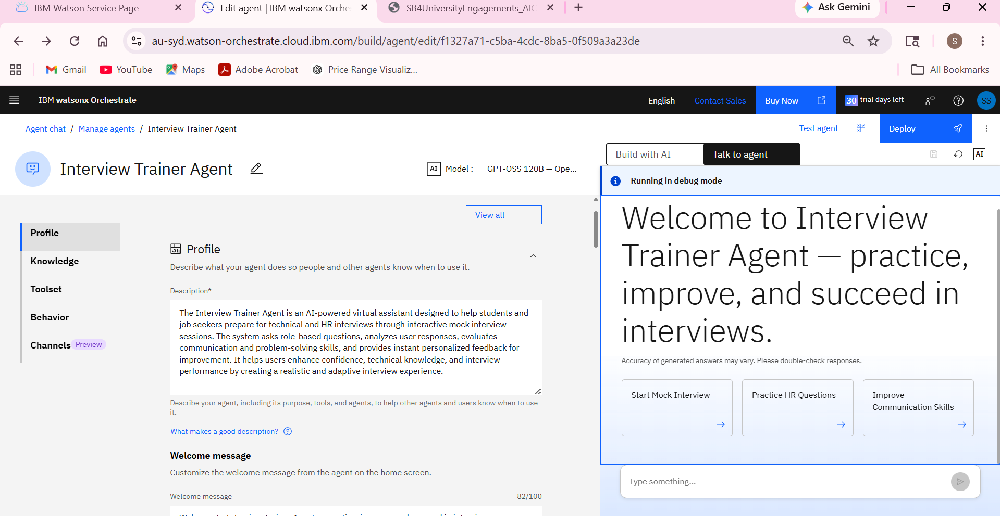 IBM Watson Service Page
Edit agent | IBM watsonx Orche
SB4UniversityEngagements_AIC
Ask Gemini
au-syd.watson-orchestrate.cloud.ibm.com/build/agent/edit/f1327a71-c5ba-4cdc-8ba5-0f509a3a23de
S
Gmail
YouTube
Maps
Adobe Acrobat
Price Range Visualiz...
All Bookmarks
IBM watsonx Orchestrate
English
Contact Sales
Buy Now
30 trial days left
SS
Agent chat / Manage agents / Interview Trainer Agent
Test agent
Deploy
Interview Trainer Agent
AI Model :
GPT-OSS 120B — Ope...
Build with AI
Talk to agent
AI
Running in debug mode
View all
Profile
Knowledge
Toolset
Behavior
Channels Preview
Profile
Describe what your agent does so people and other agents know when to use it.
Description*
The Interview Trainer Agent is an AI-powered virtual assistant designed to help students and
job seekers prepare for technical and HR interviews through interactive mock interview
sessions. The system asks role-based questions, analyzes user responses, evaluates
communication and problem-solving skills, and provides instant personalized feedback for
improvement. It helps users enhance confidence, technical knowledge, and interview
performance by creating a realistic and adaptive interview experience.
Describe your agent, including its purpose, tools, and agents, to help other agents and users know when to use
it.
What makes a good description?
Welcome message
Customize the welcome message from the agent on the home screen.
Welcome message
82/100
Welcome to Interview
Trainer Agent — practice,
improve, and succeed in
interviews.
Accuracy of generated answers may vary. Please double-check responses.
Start Mock Interview
Practice HR Questions
Improve
Communication Skills
Type something...